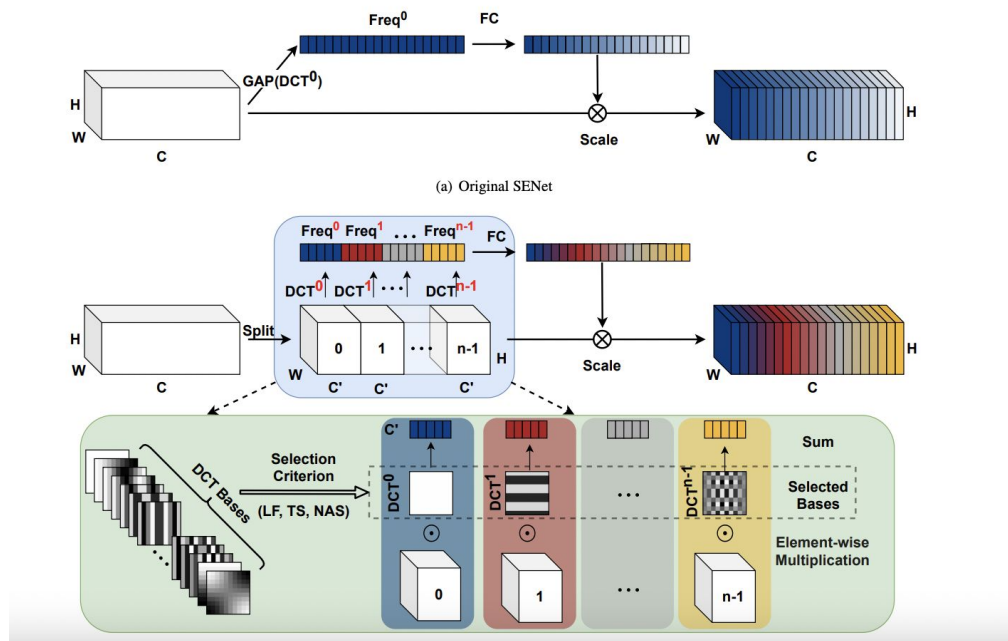 Freq⁰
FC
GAP(DCT⁰)
H
W
C
Scale
W
C
H
(a) Original SENet
Freq⁰ Freq¹ ... Freqⁿ⁻¹
FC
DCT⁰ DCT¹ ... DCTⁿ⁻¹
H
W
C
Split
0 1 ... n-1
W
H
C' C' C'
Scale
W
C
H
DCT Bases
Selection
Criterion
(LF, TS, NAS)
C'
Sum
DCT⁰
DCT¹
...
DCTⁿ⁻¹
Selected
Bases
Element-wise
Multiplication
0 1 ... n-1